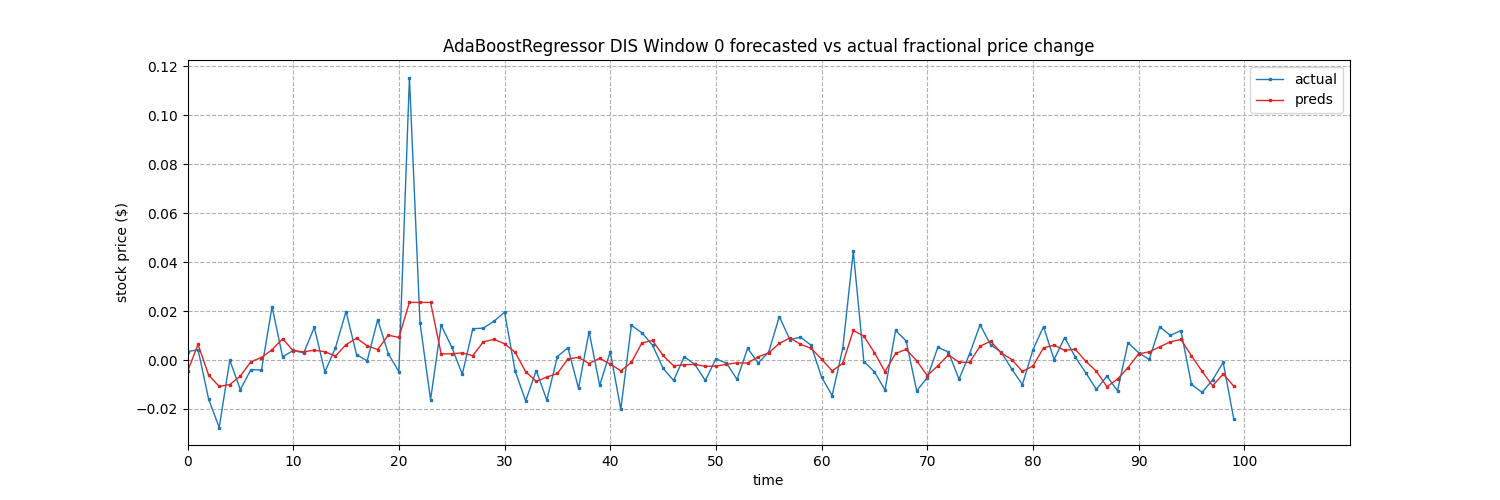 AdaBoostRegressor DIS Window 0 forecasted vs actual fractional price change
actual
preds
stock price ($)
0.12
0.10
0.08
0.06
0.04
0.02
0.00
−0.02
0 10 20 30 40 50 60 70 80 90 100
time